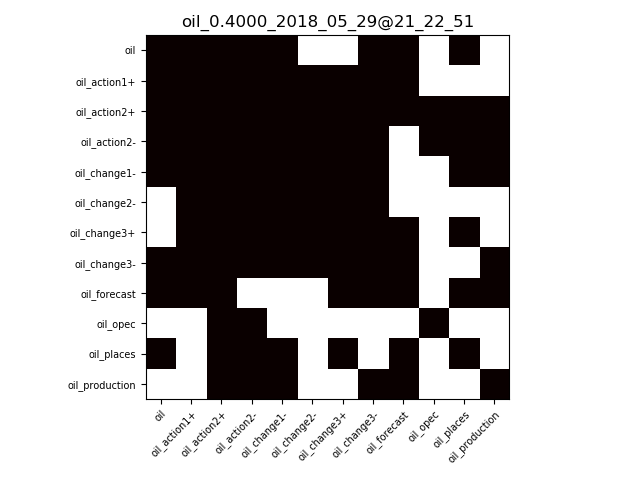 oil_0.4000_2018_05_29@21_22_51
oil
oil_action1+
oil_action2+
oil_action2-
oil_change1-
oil_change2-
oil_change3+
oil_change3-
oil_forecast
oil_opec
oil_places
oil_production
oil
oil_action1+
oil_action2+
oil_action2-
oil_change1-
oil_change2-
oil_change3+
oil_change3-
oil_forecast
oil_opec
oil_places
oil_production